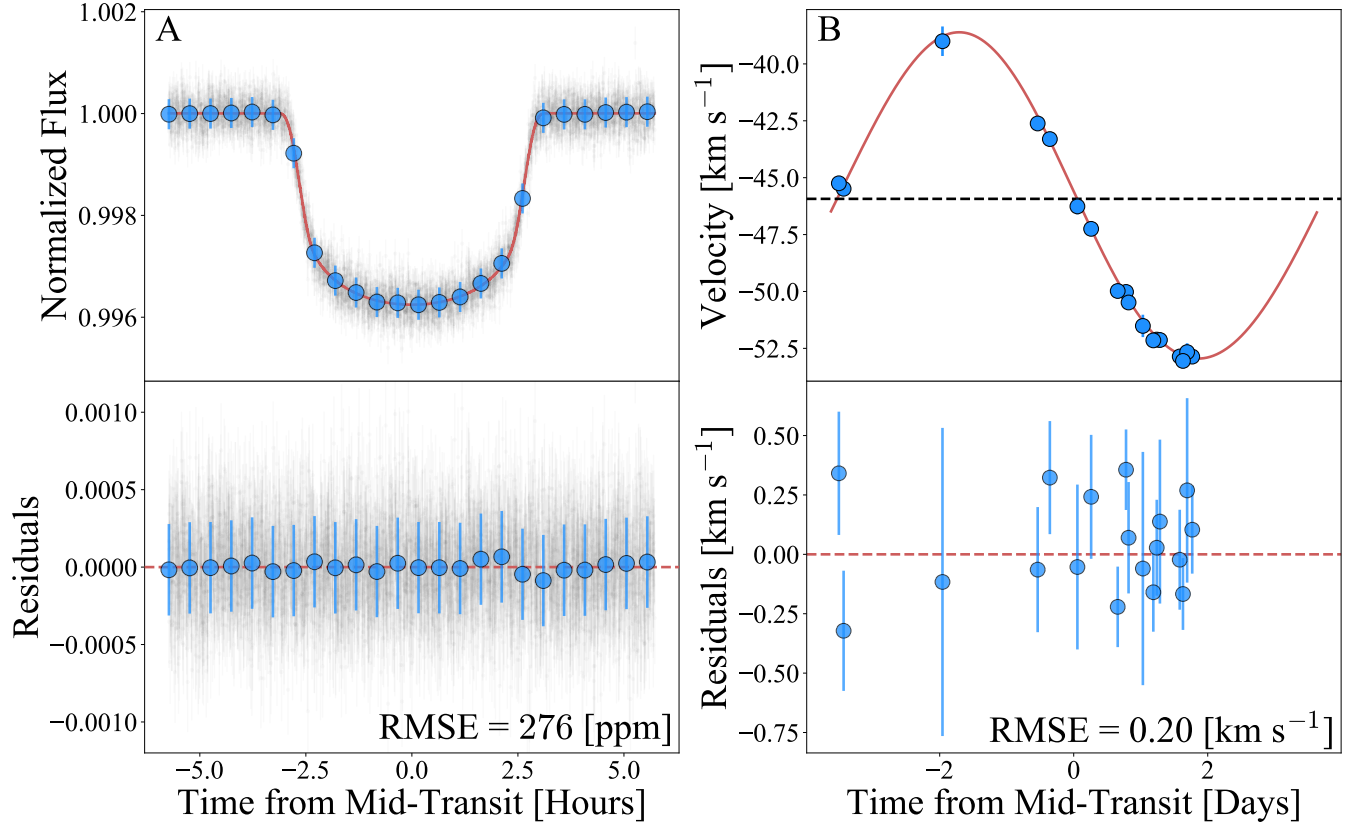 A
1.002
1.000
0.998
0.996
Normalized Flux
0.0010
0.0005
0.0000
−0.0005
−0.0010
Residuals
RMSE = 276 [ppm]
−5.0
−2.5
0.0
2.5
5.0
Time from Mid-Transit [Hours]
B
−40.0
−42.5
−45.0
−47.5
−50.0
−52.5
Velocity [km s⁻¹]
0.50
0.25
0.00
−0.25
−0.50
−0.75
Residuals [km s⁻¹]
RMSE = 0.20 [km s⁻¹]
−2
0
2
Time from Mid-Transit [Days]